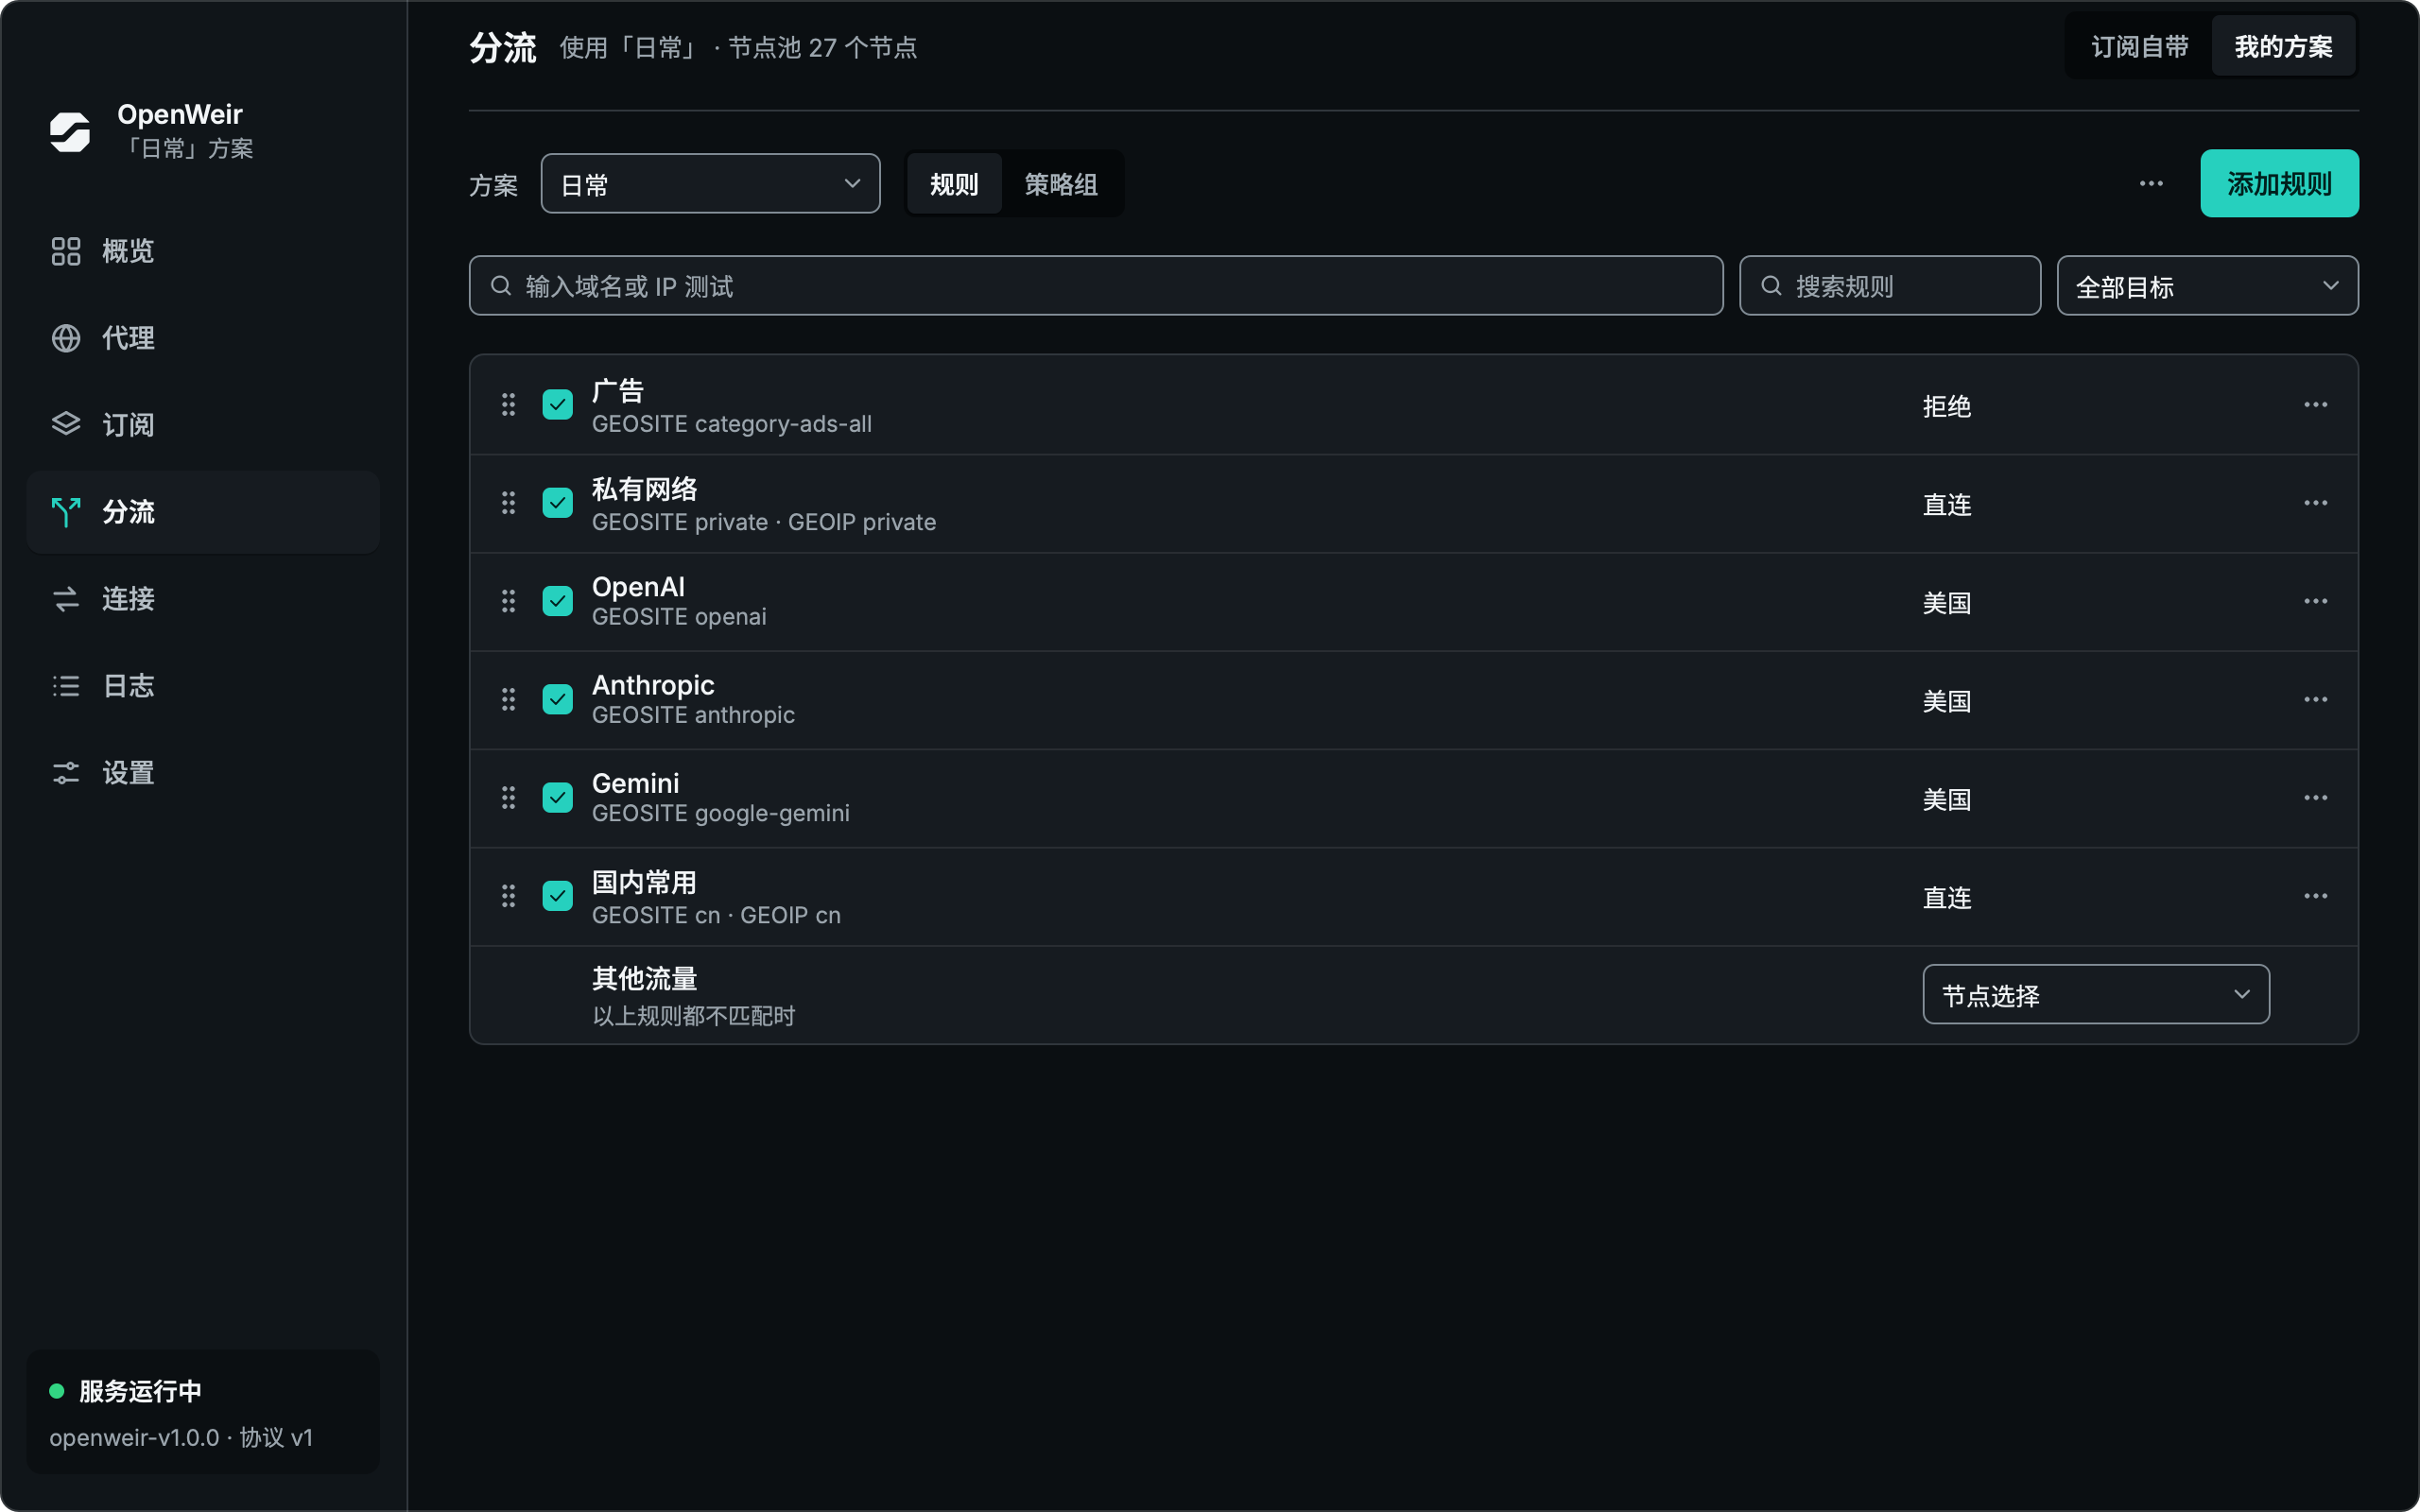 OpenWeir
「日常」方案
概览
代理
订阅
分流
连接
日志
设置
服务运行中
openweir-v1.0.0 · 协议 v1
分流 使用「日常」 · 节点池 27 个节点
订阅自带 我的方案
方案 日常 规则 策略组 添加规则
输入域名或 IP 测试 搜索规则 全部目标
广告
GEOSITE category-ads-all
拒绝
私有网络
GEOSITE private · GEOIP private
直连
OpenAI
GEOSITE openai
美国
Anthropic
GEOSITE anthropic
美国
Gemini
GEOSITE google-gemini
美国
国内常用
GEOSITE cn · GEOIP cn
直连
其他流量
以上规则都不匹配时
节点选择